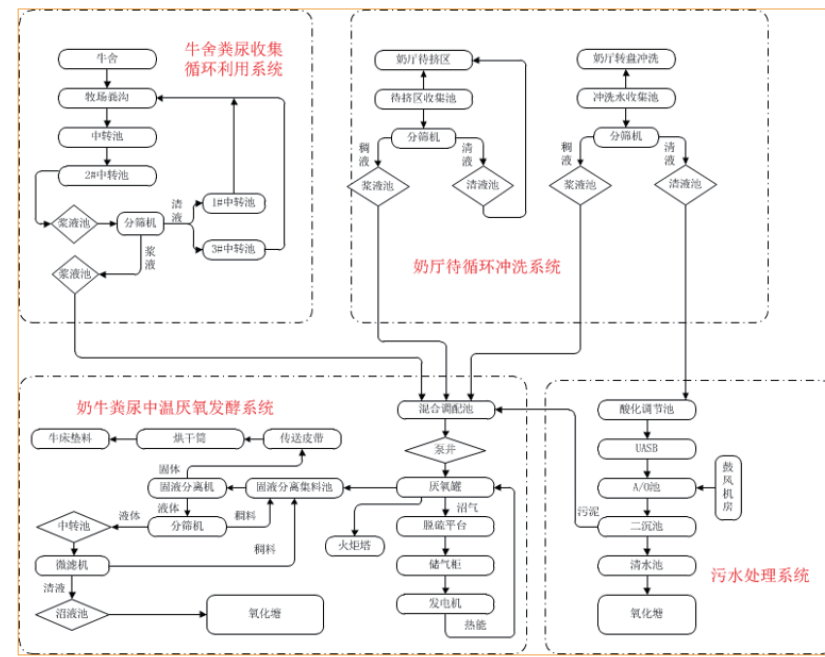 牛舍粪尿收集
循环利用系统
牛舍
牧场粪沟
中转池
2#中转池
浆液池
分筛机
清液
1#中转池
3#中转池
浆液
浆液池
奶厅待挤区
待挤区收集池
分筛机
稠液
清液
浆液池
清液池
奶厅转盘冲洗
冲洗水收集池
分筛机
稠液
清液
浆液池
清液池
奶厅待循环冲洗系统
奶牛粪尿中温厌氧发酵系统
混合调配池
泵井
厌氧罐
沼气
脱硫平台
储气柜
发电机
热能
火炬塔
牛床垫料
烘干筒
传送皮带
固体
固液分离机
固液分离集料池
液体
分筛机
稠料
液体
中转池
微滤机
稠料
清液
沼液池
氧化塘
酸化调节池
UASB
A/O池
鼓风机房
二沉池
污泥
清水池
氧化塘
污水处理系统